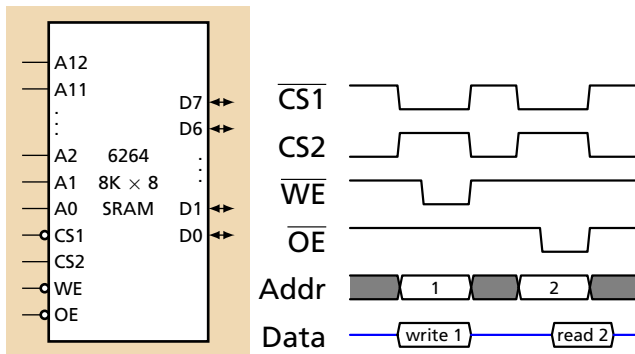 A12
A11
D7
D6
A2 6264
A1 8K × 8
A0 SRAM D1
CS1 D0
CS2
WE
OE
CS1
CS2
WE
OE
Addr 1 2
Data write 1 read 2